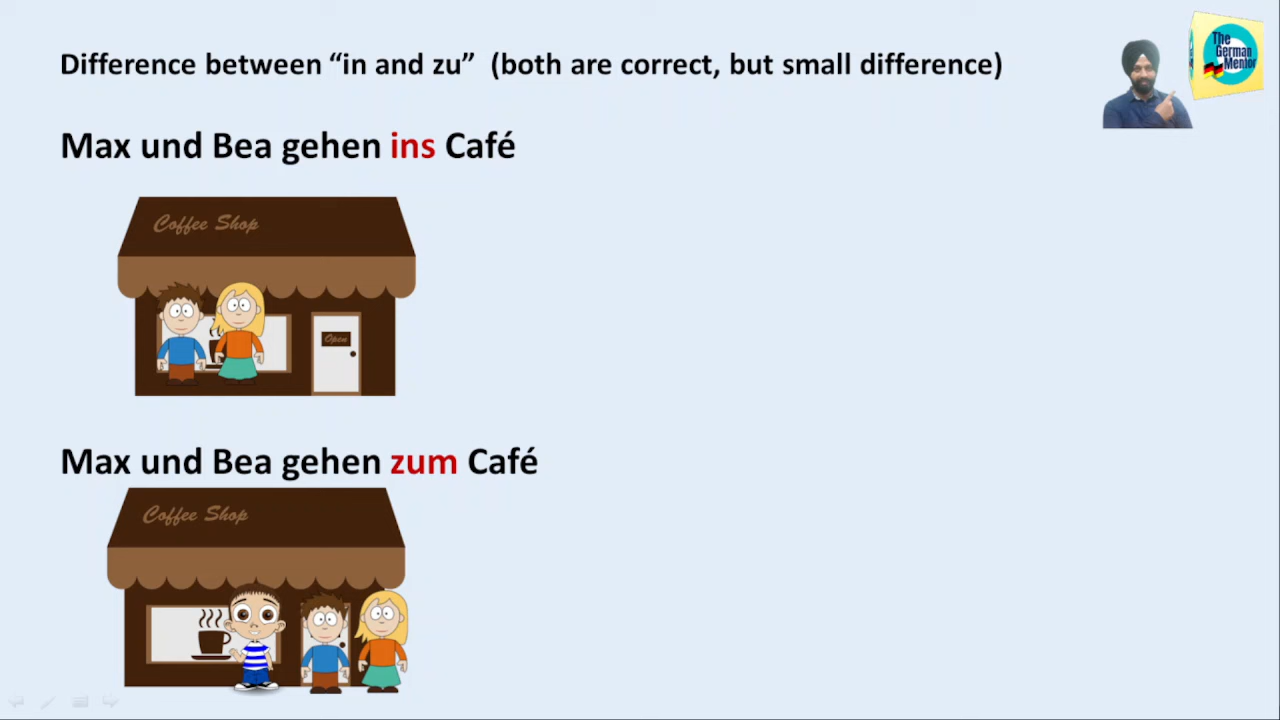 Difference between “in and zu” (both are correct, but small difference)
The
German
Mentor
Max und Bea gehen ins Café
Coffee Shop
Open
Max und Bea gehen zum Café
Coffee Shop